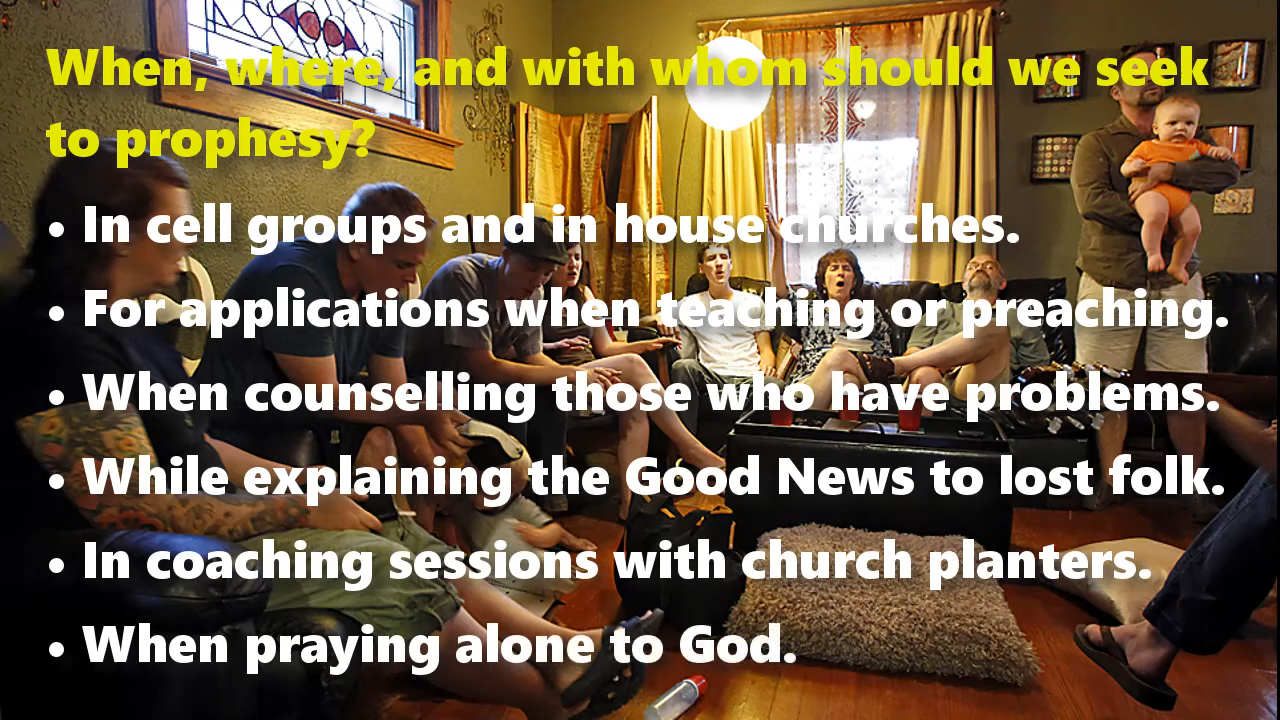 When, where, and with whom should we seek
to prophesy?
• In cell groups and in house churches.
• For applications when teaching or preaching.
• When counselling those who have problems.
• While explaining the Good News to lost folk.
• In coaching sessions with church planters.
• When praying alone to God.